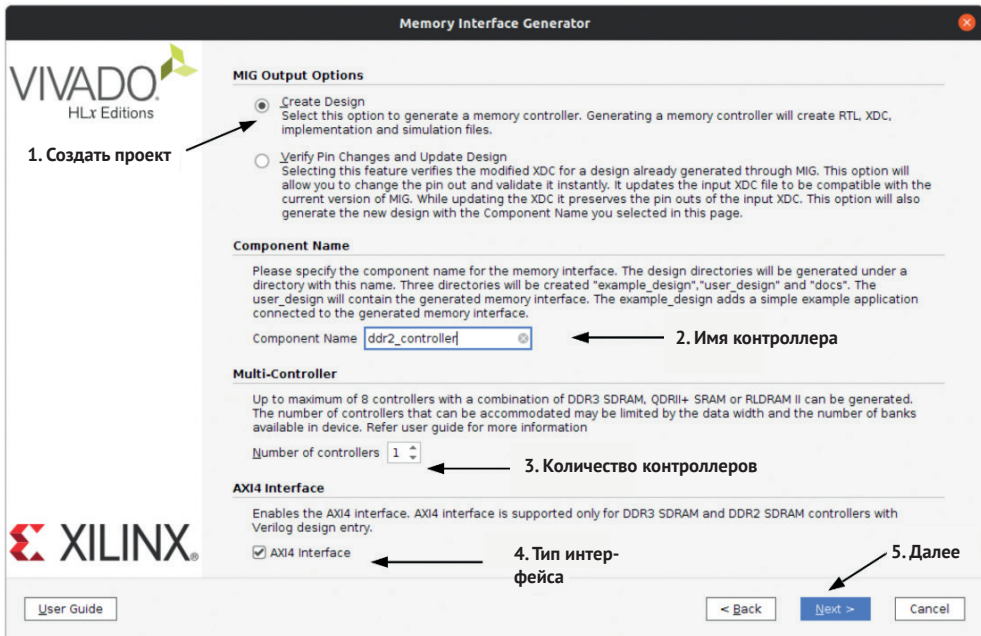 Memory Interface Generator
VIVADO.
HLx Editions
MIG Output Options
Create Design
Select this option to generate a memory controller. Generating a memory controller will create RTL, XDC,
implementation and simulation files.
1. Создать проект
Verify Pin Changes and Update Design
Selecting this feature verifies the modified XDC for a design already generated through MIG. This option will
allow you to change the pin out and validate it instantly. It updates the input XDC file to be compatible with the
current version of MIG. While updating the XDC it preserves the pin outs of the input XDC. This option will also
generate the new design with the Component Name you selected in this page.
Component Name
Please specify the component name for the memory interface. The design directories will be generated under a
directory with this name. Three directories will be created "example_design","user_design" and "docs". The
user_design will contain the generated memory interface. The example_design adds a simple example application
connected to the generated memory interface.
Component Name ddr2_controller
2. Имя контроллера
Multi-Controller
Up to maximum of 8 controllers with a combination of DDR3 SDRAM, QDRII+ SRAM or RLDRAM II can be generated.
The number of controllers that can be accommodated may be limited by the data width and the number of banks
available in device. Refer user guide for more information
Number of controllers 1
3. Количество контроллеров
AXI4 Interface
Enables the AXI4 interface. AXI4 interface is supported only for DDR3 SDRAM and DDR2 SDRAM controllers with
Verilog design entry.
AXI4 Interface
4. Тип интер-
фейса
5. Далее
XILINX®
User Guide
< Back
Next >
Cancel